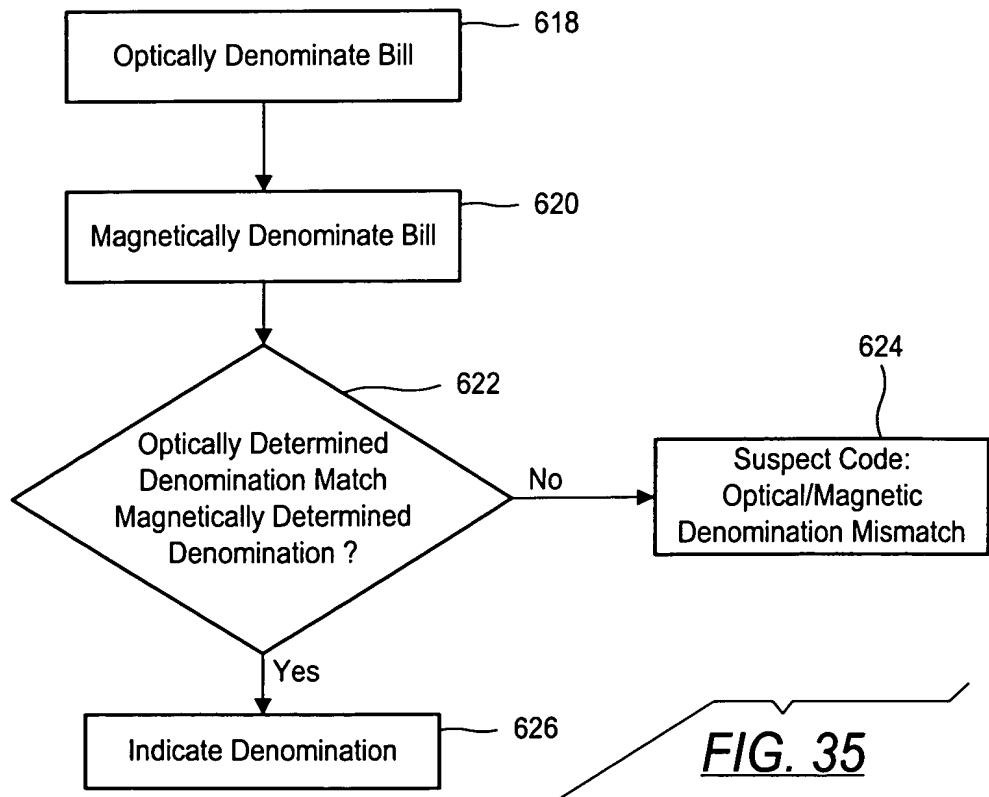 618
Optically Denominate Bill
620
Magnetically Denominate Bill
622
Optically Determined
Denomination Match
Magnetically Determined
Denomination ?
No
624
Suspect Code:
Optical/Magnetic
Denomination Mismatch
Yes
626
Indicate Denomination
FIG. 35